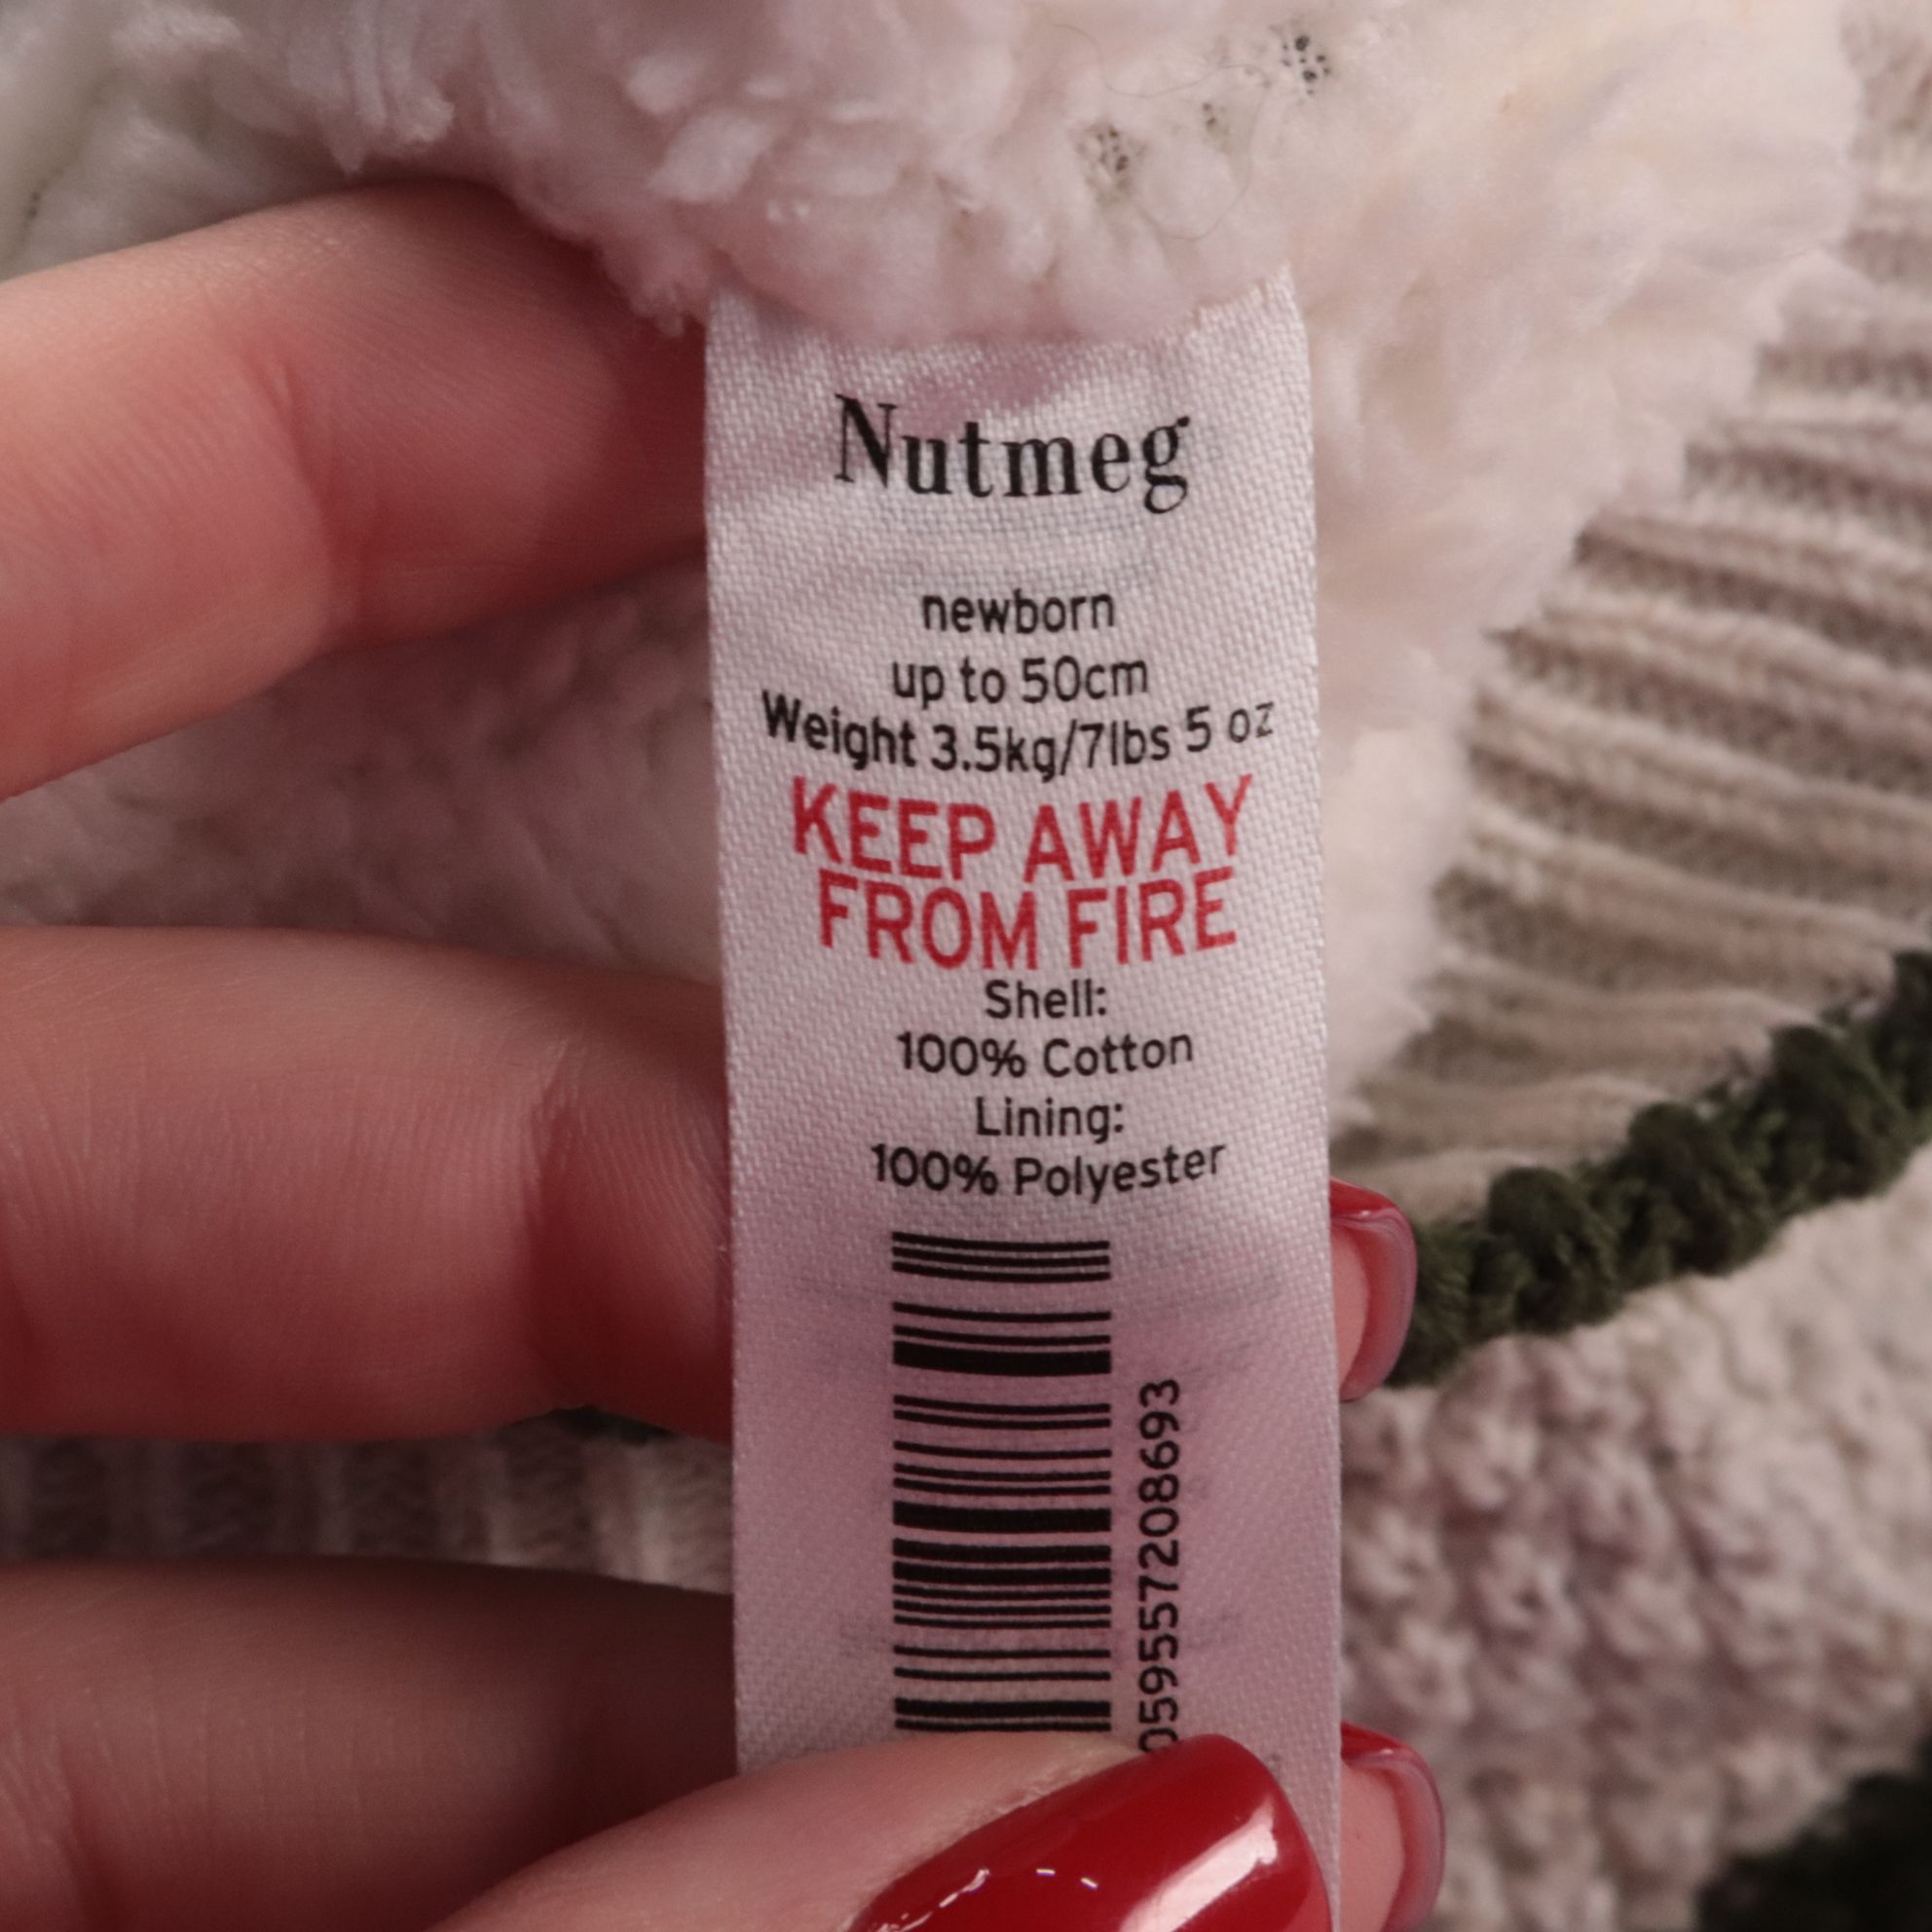 Nutmeg
newborn
up to 50cm
Weight 3.5kg/7lbs 5 oz
KEEP AWAY
FROM FIRE
Shell:
100% Cotton
Lining:
100% Polyester
059557208693